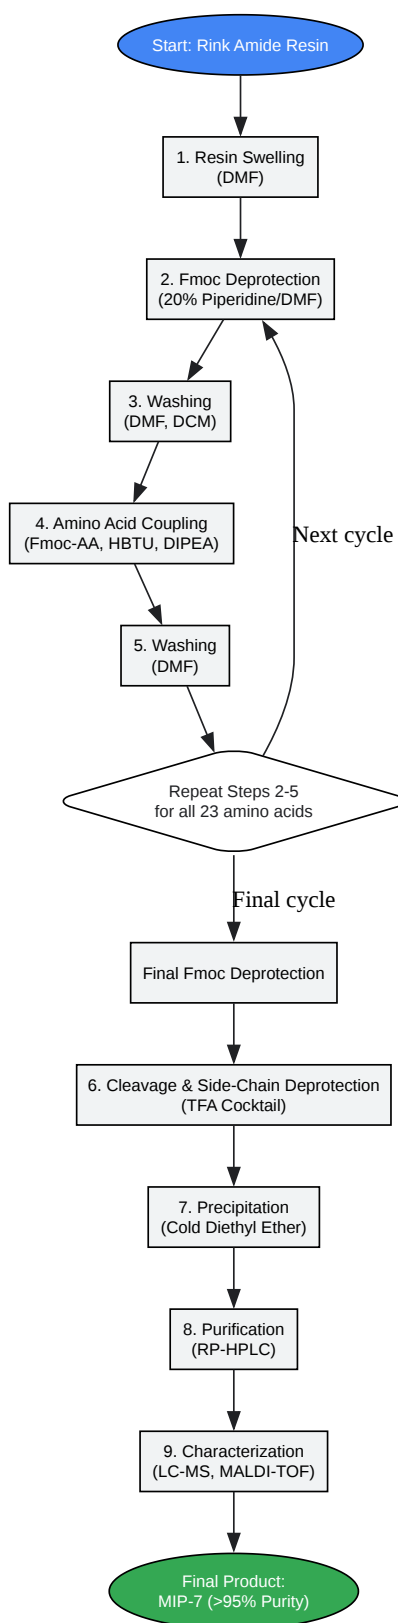 Start: Rink Amide Resin
1. Resin Swelling
(DMF)
2. Fmoc Deprotection
(20% Piperidine/DMF)
3. Washing
(DMF, DCM)
4. Amino Acid Coupling
(Fmoc-AA, HBTU, DIPEA)
Next cycle
5. Washing
(DMF)
Repeat Steps 2-5
for all 23 amino acids
Final cycle
Final Fmoc Deprotection
6. Cleavage & Side-Chain Deprotection
(TFA Cocktail)
7. Precipitation
(Cold Diethyl Ether)
8. Purification
(RP-HPLC)
9. Characterization
(LC-MS, MALDI-TOF)
Final Product:
MIP-7 (>95% Purity)